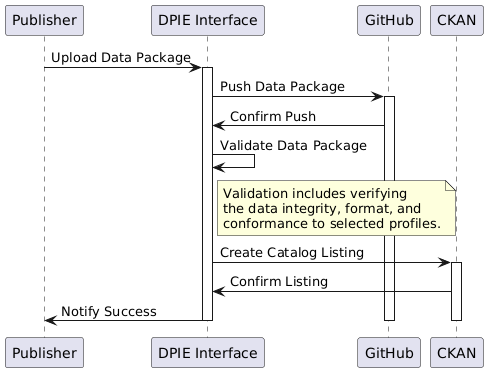 Publisher
DPIE Interface
GitHub
CKAN
Upload Data Package
Push Data Package
Confirm Push
Validate Data Package
Validation includes verifying
the data integrity, format, and
conformance to selected profiles.
Create Catalog Listing
Confirm Listing
Notify Success
Publisher
DPIE Interface
GitHub
CKAN